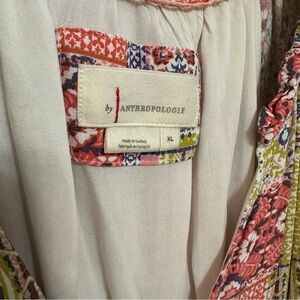 by ANTHROPOLOGIE
made in turkey
fabriqué en turquie
XL